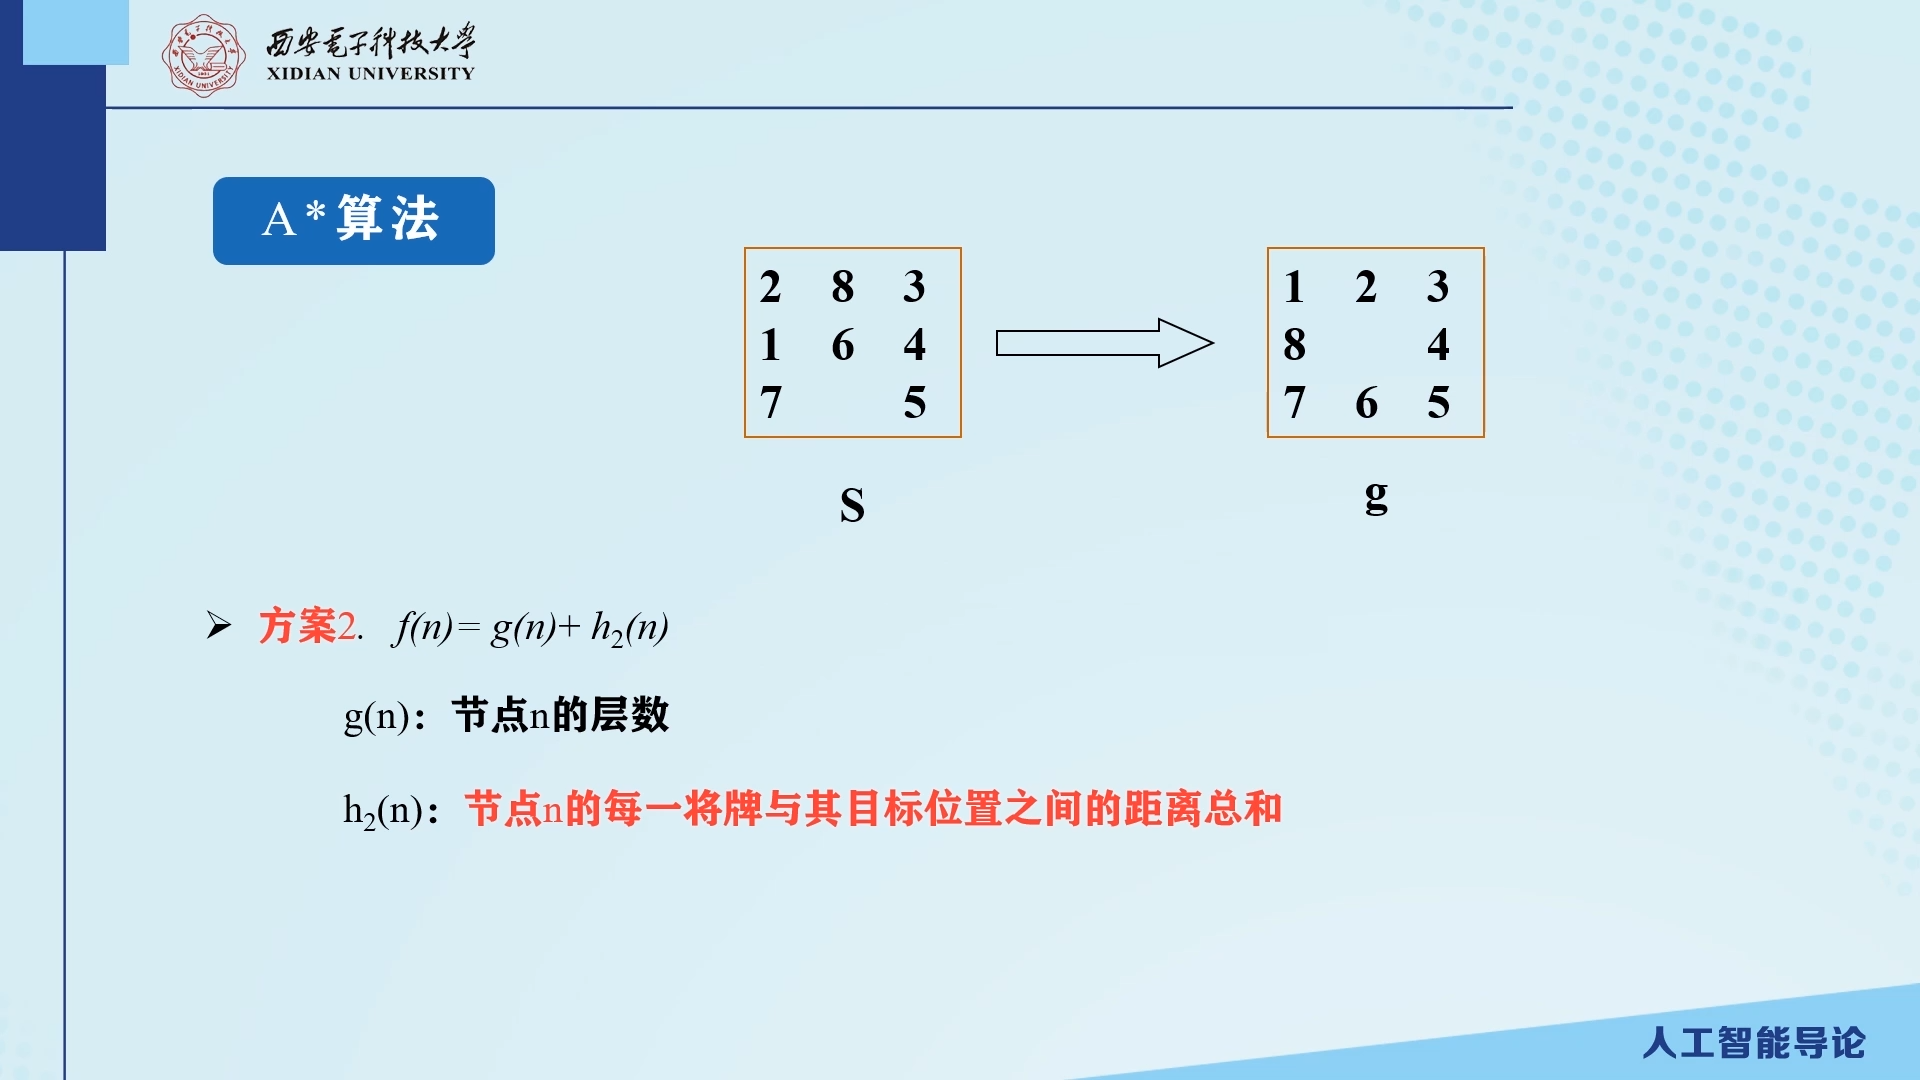 西安电子科技大学
XIDIAN UNIVERSITY
A*算法
2 8 3
1 6 4
7 5
S
1 2 3
8 4
7 6 5
g
➢ 方案2. f(n)= g(n)+ h₂(n)
g(n)：节点n的层数
h₂(n)：节点n的每一将牌与其目标位置之间的距离总和
人工智能导论